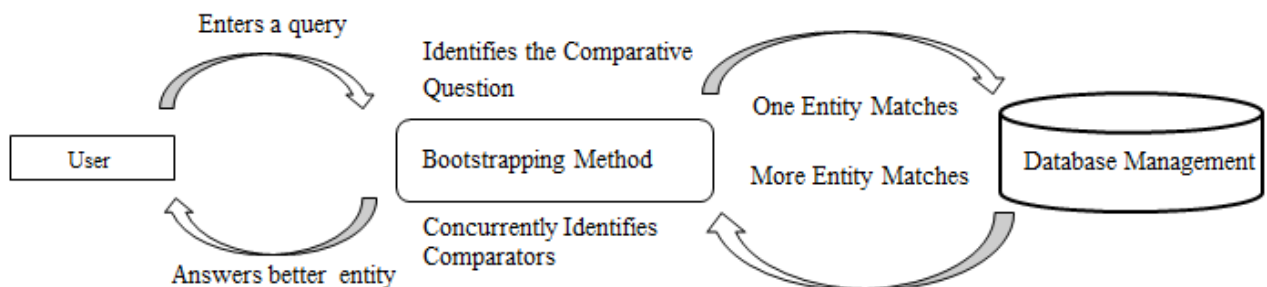 Enters a query
Identifies the Comparative
Question
One Entity Matches
User
Bootstrapping Method
Database Management
More Entity Matches
Concurrently Identifies
Comparators
Answers better entity